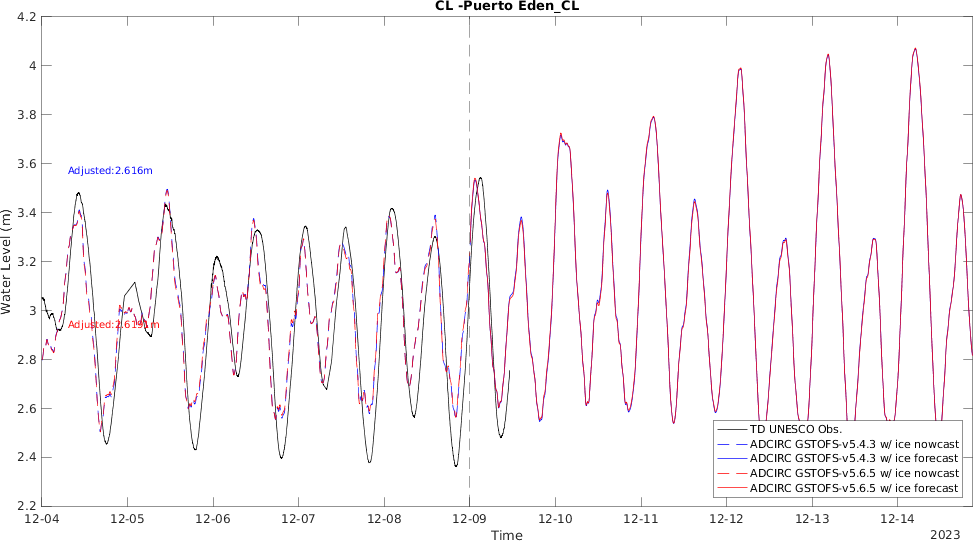 CL -Puerto Eden_CL
4.2
4
3.8
3.6
3.4
3.2
3
2.8
2.6
2.4
2.2
Water Level (m)
Adjusted:2.616m
TD UNESCO Obs.
ADCIRC GSTOFS-v5.4.3 w/ ice nowcast
ADCIRC GSTOFS-v5.4.3 w/ ice forecast
ADCIRC GSTOFS-v5.6.5 w/ ice nowcast
ADCIRC GSTOFS-v5.6.5 w/ ice forecast
12-04 12-05 12-06 12-07 12-08 12-09 12-10 12-11 12-12 12-13 12-14
Time
2023